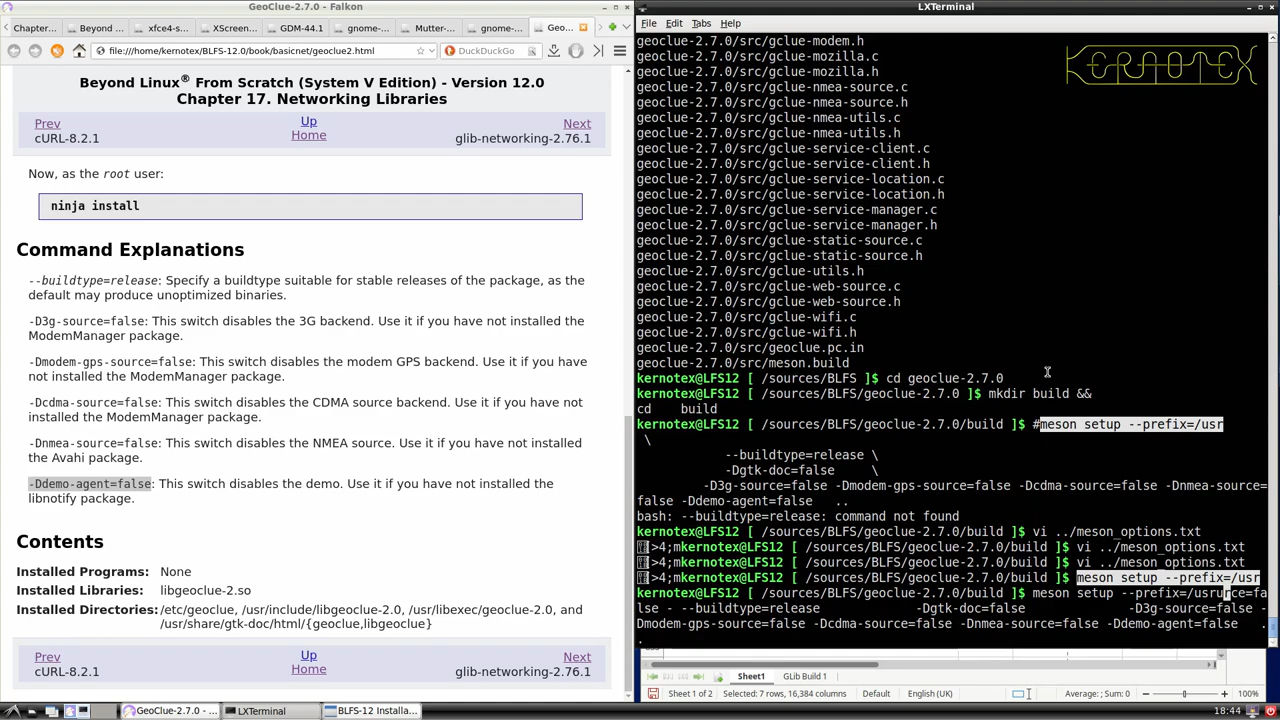 GeoClue-2.7.0 - Falkon
Chapter...
Beyond ...
xfce4-s...
XScreen...
GDM-44.1
gnome-...
Mutter-...
gnome-...
Geo...
file:///home/kernotex/BLFS-12.0/book/basicnet/geoclue2.html
DuckDuckGo
Beyond Linux® From Scratch (System V Edition) - Version 12.0
Chapter 17. Networking Libraries
Prev
Up
Next
cURL-8.2.1
Home
glib-networking-2.76.1
Now, as the root user:
ninja install
Command Explanations
--buildtype=release: Specify a buildtype suitable for stable releases of the package, as the
default may produce unoptimized binaries.
-D3g-source=false: This switch disables the 3G backend. Use it if you have not installed the
ModemManager package.
-Dmodem-gps-source=false: This switch disables the modem GPS backend. Use it if you have
not installed the ModemManager package.
-Dcdma-source=false: This switch disables the CDMA source backend. Use it if you have not
installed the ModemManager package.
-Dnmea-source=false: This switch disables the NMEA source. Use it if you have not installed
the Avahi package.
-Ddemo-agent=false: This switch disables the demo. Use it if you have not installed the
libnotify package.
Contents
Installed Programs: None
Installed Libraries: libgeoclue-2.so
Installed Directories: /etc/geoclue, /usr/include/libgeoclue-2.0, /usr/libexec/geoclue-2.0, and
/usr/share/gtk-doc/html/{geoclue,libgeoclue}
Prev
Up
Next
cURL-8.2.1
Home
glib-networking-2.76.1
LXTerminal
File Edit Tabs Help
KERNOTEX
geoclue-2.7.0/src/gclue-modem.h
geoclue-2.7.0/src/gclue-mozilla.c
geoclue-2.7.0/src/gclue-mozilla.h
geoclue-2.7.0/src/gclue-nmea-source.c
geoclue-2.7.0/src/gclue-nmea-source.h
geoclue-2.7.0/src/gclue-nmea-utils.c
geoclue-2.7.0/src/gclue-nmea-utils.h
geoclue-2.7.0/src/gclue-service-client.c
geoclue-2.7.0/src/gclue-service-client.h
geoclue-2.7.0/src/gclue-service-location.c
geoclue-2.7.0/src/gclue-service-location.h
geoclue-2.7.0/src/gclue-service-manager.c
geoclue-2.7.0/src/gclue-service-manager.h
geoclue-2.7.0/src/gclue-static-source.c
geoclue-2.7.0/src/gclue-static-source.h
geoclue-2.7.0/src/gclue-utils.h
geoclue-2.7.0/src/gclue-web-source.c
geoclue-2.7.0/src/gclue-web-source.h
geoclue-2.7.0/src/gclue-wifi.c
geoclue-2.7.0/src/gclue-wifi.h
geoclue-2.7.0/src/geoclue.pc.in
geoclue-2.7.0/src/meson.build
kernotex@LFS12 [ /sources/BLFS ]$ cd geoclue-2.7.0
kernotex@LFS12 [ /sources/BLFS/geoclue-2.7.0 ]$ mkdir build &&
cd    build
kernotex@LFS12 [ /sources/BLFS/geoclue-2.7.0/build ]$ #meson setup --prefix=/usr
\
--buildtype=release \
-Dgtk-doc=false     \
-D3g-source=false -Dmodem-gps-source=false -Dcdma-source=false -Dnmea-source=
false -Ddemo-agent=false   ..
bash: --buildtype=release: command not found
kernotex@LFS12 [ /sources/BLFS/geoclue-2.7.0/build ]$ vi ../meson_options.txt
>4;mkernotex@LFS12 [ /sources/BLFS/geoclue-2.7.0/build ]$ vi ../meson_options.txt
>4;mkernotex@LFS12 [ /sources/BLFS/geoclue-2.7.0/build ]$ vi ../meson_options.txt
>4;mkernotex@LFS12 [ /sources/BLFS/geoclue-2.7.0/build ]$ meson setup --prefix=/usr
kernotex@LFS12 [ /sources/BLFS/geoclue-2.7.0/build ]$ meson setup --prefix=/usrurce=fa
lse - --buildtype=release             -Dgtk-doc=false              -D3g-source=false -
Dmodem-gps-source=false -Dcdma-source=false -Dnmea-source=false -Ddemo-agent=false   .
.
Sheet1
GLib Build 1
Sheet 1 of 2
Selected: 7 rows, 16,384 columns
Default
English (UK)
Average: ; Sum: 0
100%
GeoClue-2.7.0 - ...
LXTerminal
BLFS-12 Installa...
18:44